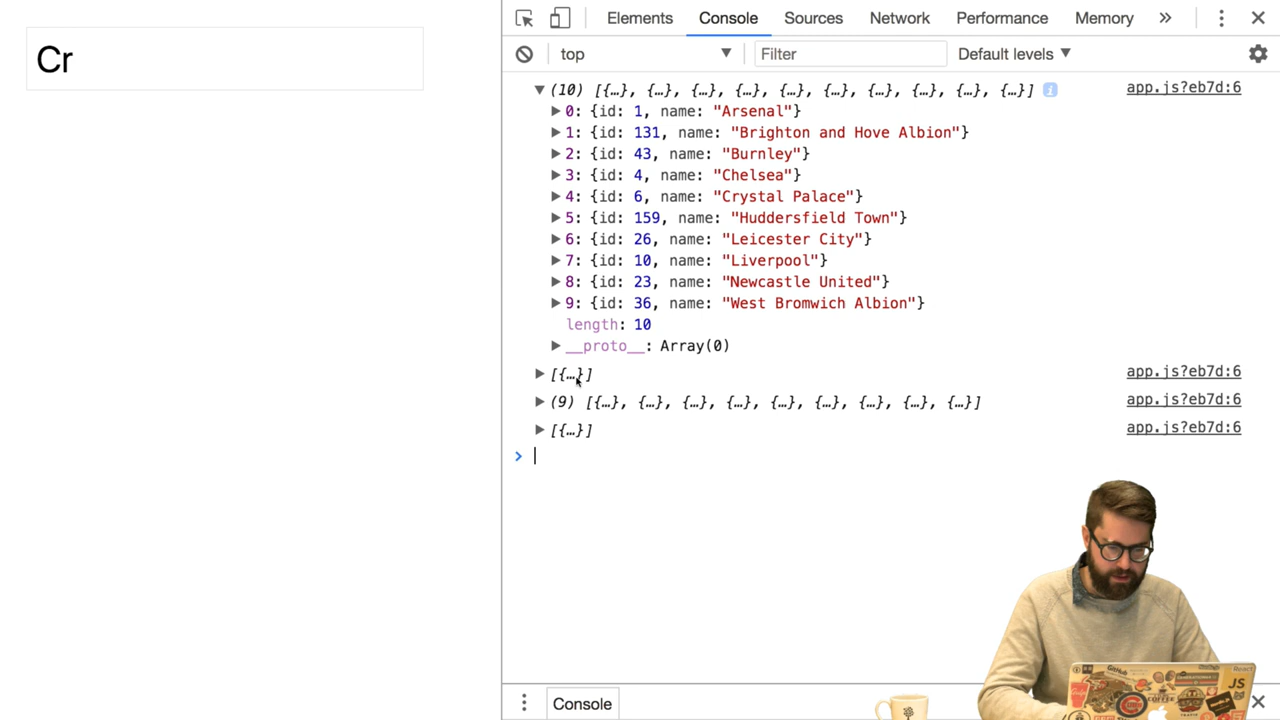 Cr
Elements Console Sources Network Performance Memory »
top ▼ Filter Default levels ▼
▼ (10) [{…}, {…}, {…}, {…}, {…}, {…}, {…}, {…}, {…}, {…}] i app.js?eb7d:6
▶ 0: {id: 1, name: "Arsenal"}
▶ 1: {id: 131, name: "Brighton and Hove Albion"}
▶ 2: {id: 43, name: "Burnley"}
▶ 3: {id: 4, name: "Chelsea"}
▶ 4: {id: 6, name: "Crystal Palace"}
▶ 5: {id: 159, name: "Huddersfield Town"}
▶ 6: {id: 26, name: "Leicester City"}
▶ 7: {id: 10, name: "Liverpool"}
▶ 8: {id: 23, name: "Newcastle United"}
▶ 9: {id: 36, name: "West Bromwich Albion"}
length: 10
▶ __proto__: Array(0)
▶ [{…}] app.js?eb7d:6
▶ (9) [{…}, {…}, {…}, {…}, {…}, {…}, {…}, {…}, {…}] app.js?eb7d:6
▶ [{…}] app.js?eb7d:6
>
GitHub
React
JS
Console